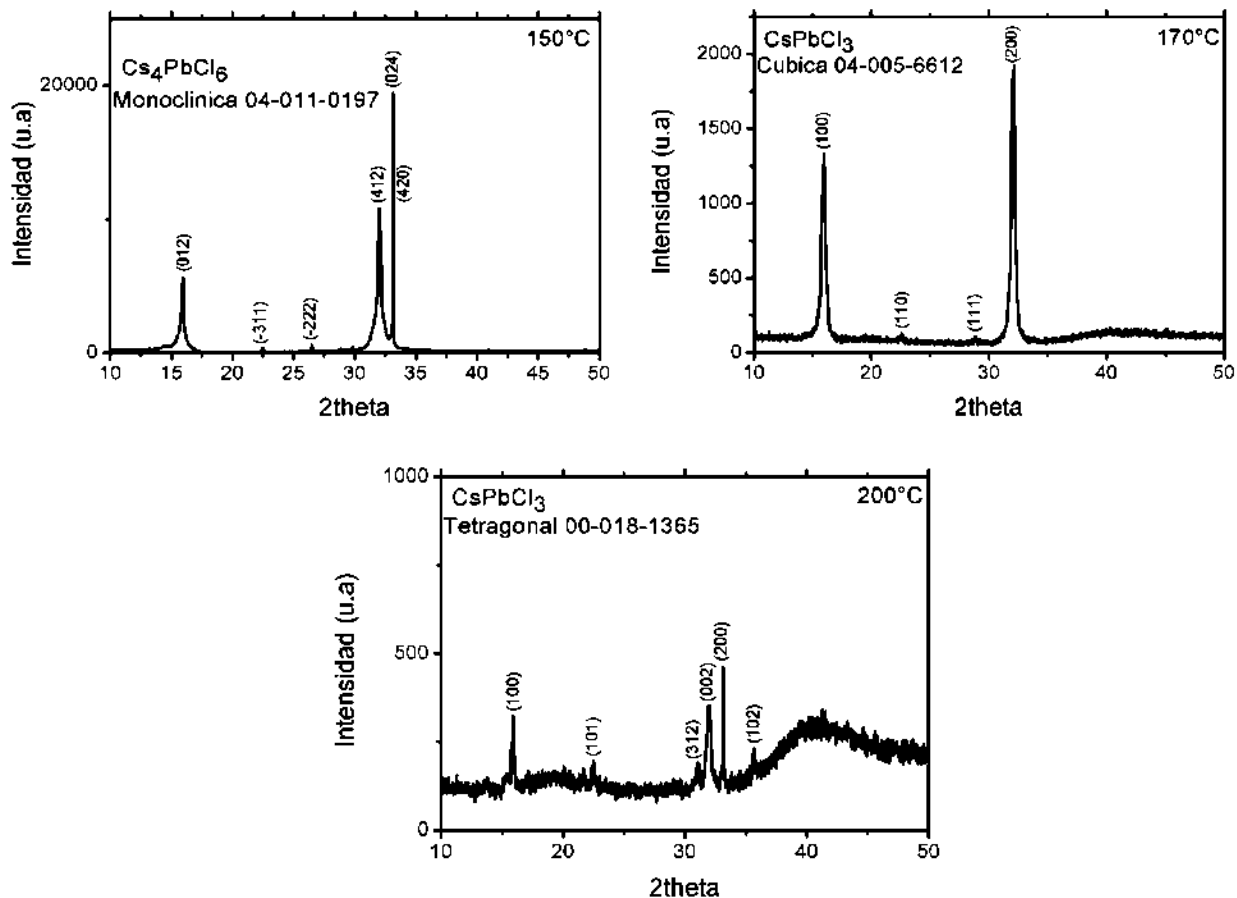 150°C
Cs4PbCl6
Monoclinica 04-011-0197
(012)
(-311)
(-222)
(412)
(024)
(420)
Intensidad (u.a)
20000
0
10 15 20 25 30 35 40 45 50
2theta
170°C
CsPbCl3
Cubica 04-005-6612
(100)
(110)
(111)
(200)
Intensidad (u.a)
2000
1500
1000
500
0
10 20 30 40 50
2theta
200°C
CsPbCl3
Tetragonal 00-018-1365
(100)
(101)
(312)
(002)
(200)
(102)
Intensidad (u.a)
1000
500
0
10 20 30 40 50
2theta